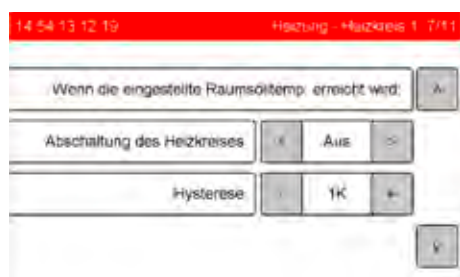 14:54 13.12.19 Heizung - Heizkreis 1 7/11
Wenn die eingestellte Raumsolltemp. erreicht wird:
Abschaltung des Heizkreises < Aus >
Hysterese - 1K +